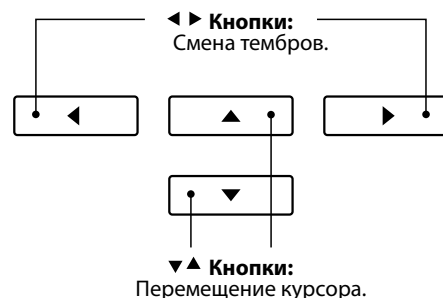 ◀ ▶ Кнопки:
Смена тембров.
▼▲ Кнопки:
Перемещение курсора.